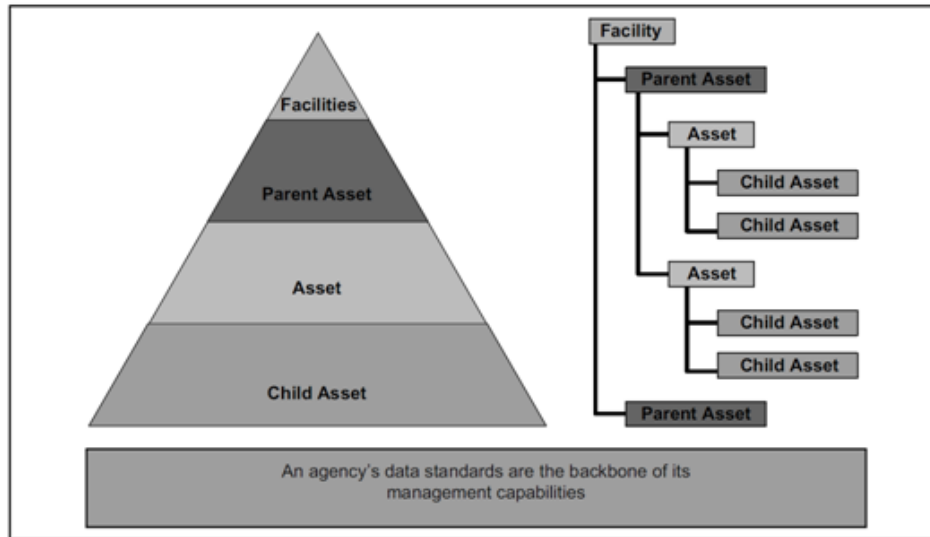 Facilities
Parent Asset
Asset
Child Asset
Facility
Parent Asset
Asset
Child Asset
Child Asset
Asset
Child Asset
Child Asset
Parent Asset
An agency's data standards are the backbone of its
management capabilities